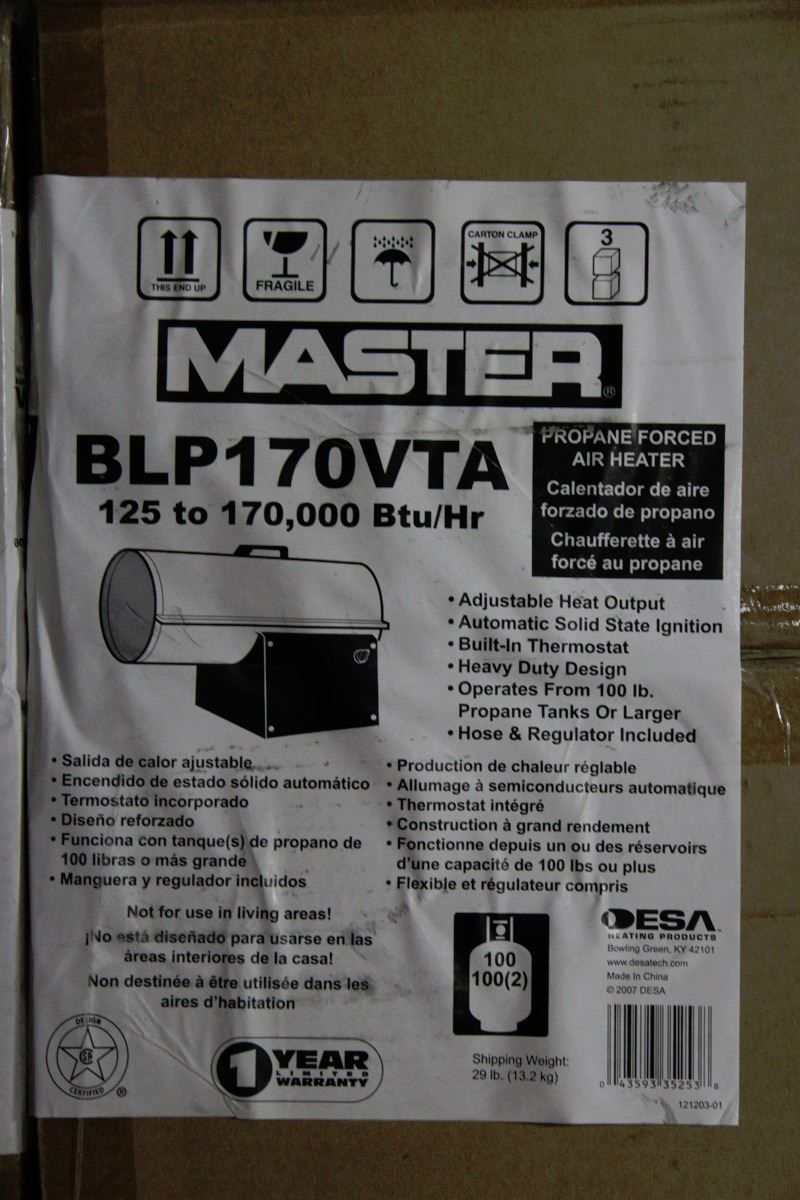 THIS END UP
FRAGILE
CARTON CLAMP
3
MASTER®
BLP170VTA
125 to 170,000 Btu/Hr
PROPANE FORCED
AIR HEATER
Calentador de aire
forzado de propano
Chaufferette à air
forcé au propane
• Adjustable Heat Output
• Automatic Solid State Ignition
• Built-In Thermostat
• Heavy Duty Design
• Operates From 100 lb.
Propane Tanks Or Larger
• Hose & Regulator Included
• Salida de calor ajustable
• Encendido de estado sólido automático
• Termostato incorporado
• Diseño reforzado
• Funciona con tanque(s) de propano de
100 libras o más grande
• Manguera y regulador incluidos
• Production de chaleur réglable
• Allumage à semiconducteurs automatique
• Thermostat intégré
• Construction à grand rendement
• Fonctionne depuis un ou des réservoirs
d'une capacité de 100 lbs ou plus
• Flexible et régulateur compris
Not for use in living areas!
¡No está diseñado para usarse en las
áreas interiores de la casa!
Non destinée à être utilisée dans les
aires d'habitation
DESIGN
CERTIFIED ®
1 YEAR
LIMITED
WARRANTY
100
100(2)
Shipping Weight:
29 lb. (13.2 kg)
DESA™
HEATING PRODUCTS
Bowling Green, KY 42101
www.desatech.com
Made In China
© 2007 DESA
0 43593 35253 8
121203-01